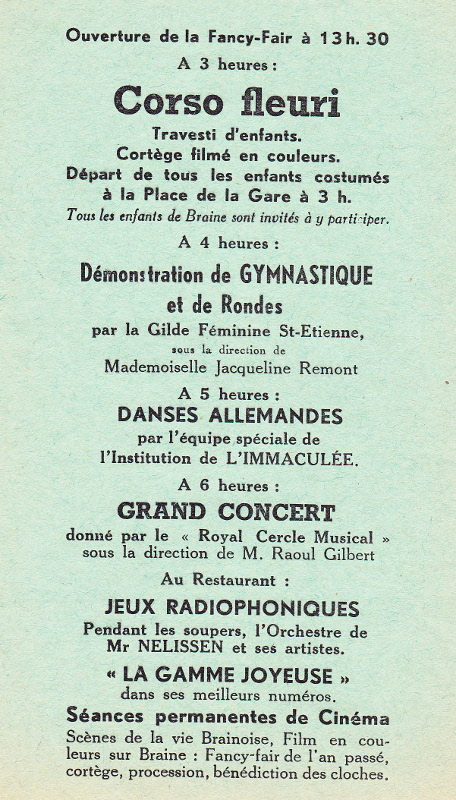 Ouverture de la Fancy-Fair à 13 h. 30
A 3 heures :
Corso fleuri
Travesti d'enfants.
Cortège filmé en couleurs.
Départ de tous les enfants costumés
à la Place de la Gare à 3 h.
Tous les enfants de Braine sont invités à y participer.
A 4 heures :
Démonstration de GYMNASTIQUE
et de Rondes
par la Gilde Féminine St-Etienne,
sous la direction de
Mademoiselle Jacqueline Remont
A 5 heures :
DANSES ALLEMANDES
par l'équipe spéciale de
l'Institution de L'IMMACULÉE.
A 6 heures :
GRAND CONCERT
donné par le « Royal Cercle Musical »
sous la direction de M. Raoul Gilbert
Au Restaurant :
JEUX RADIOPHONIQUES
Pendant les soupers, l'Orchestre de
Mr NELISSEN et ses artistes.
« LA GAMME JOYEUSE »
dans ses meilleurs numéros.
Séances permanentes de Cinéma
Scènes de la vie Brainoise, Film en cou-
leurs sur Braine : Fancy-fair de l'an passé,
cortège, procession, bénédiction des cloches.